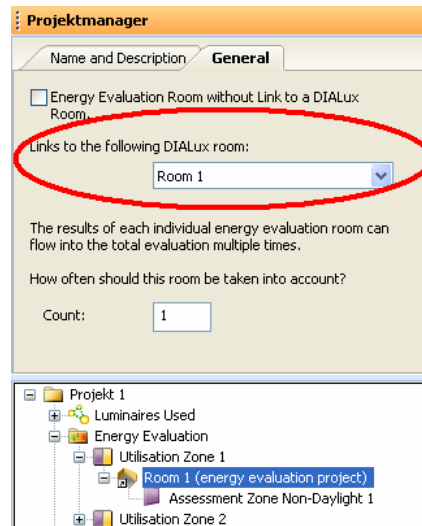 Projektmanager
Name and Description
General
Energy Evaluation Room without Link to a DIALux
Room.
Links to the following DIALux room:
Room 1
The results of each individual energy evaluation room can
flow into the total evaluation multiple times.
How often should this room be taken into account?
Count:
1
Projekt 1
Luminaires Used
Energy Evaluation
Utilisation Zone 1
Room 1 (energy evaluation project)
Assessment Zone Non-Daylight 1
Utilisation Zone 2